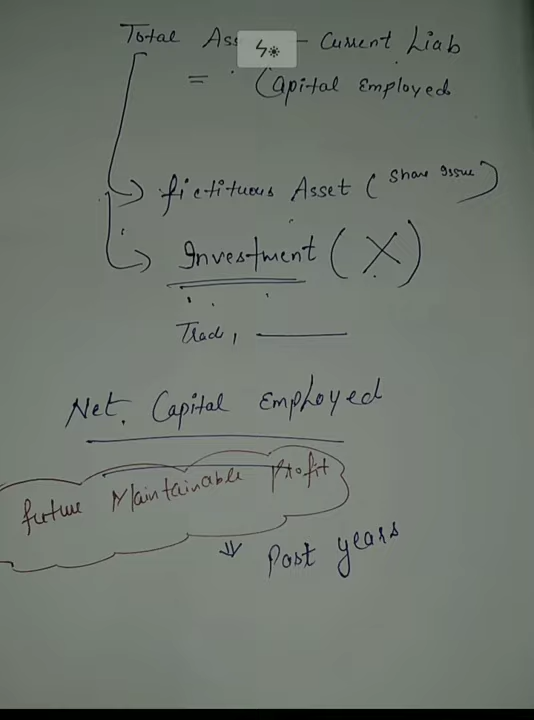 Total Ass - Current Liab
= Capital Employed
fictituous Asset (Share Issue)
Investment (X)
Trad,
Net. Capital Employed
future Maintainable Profit
Past years